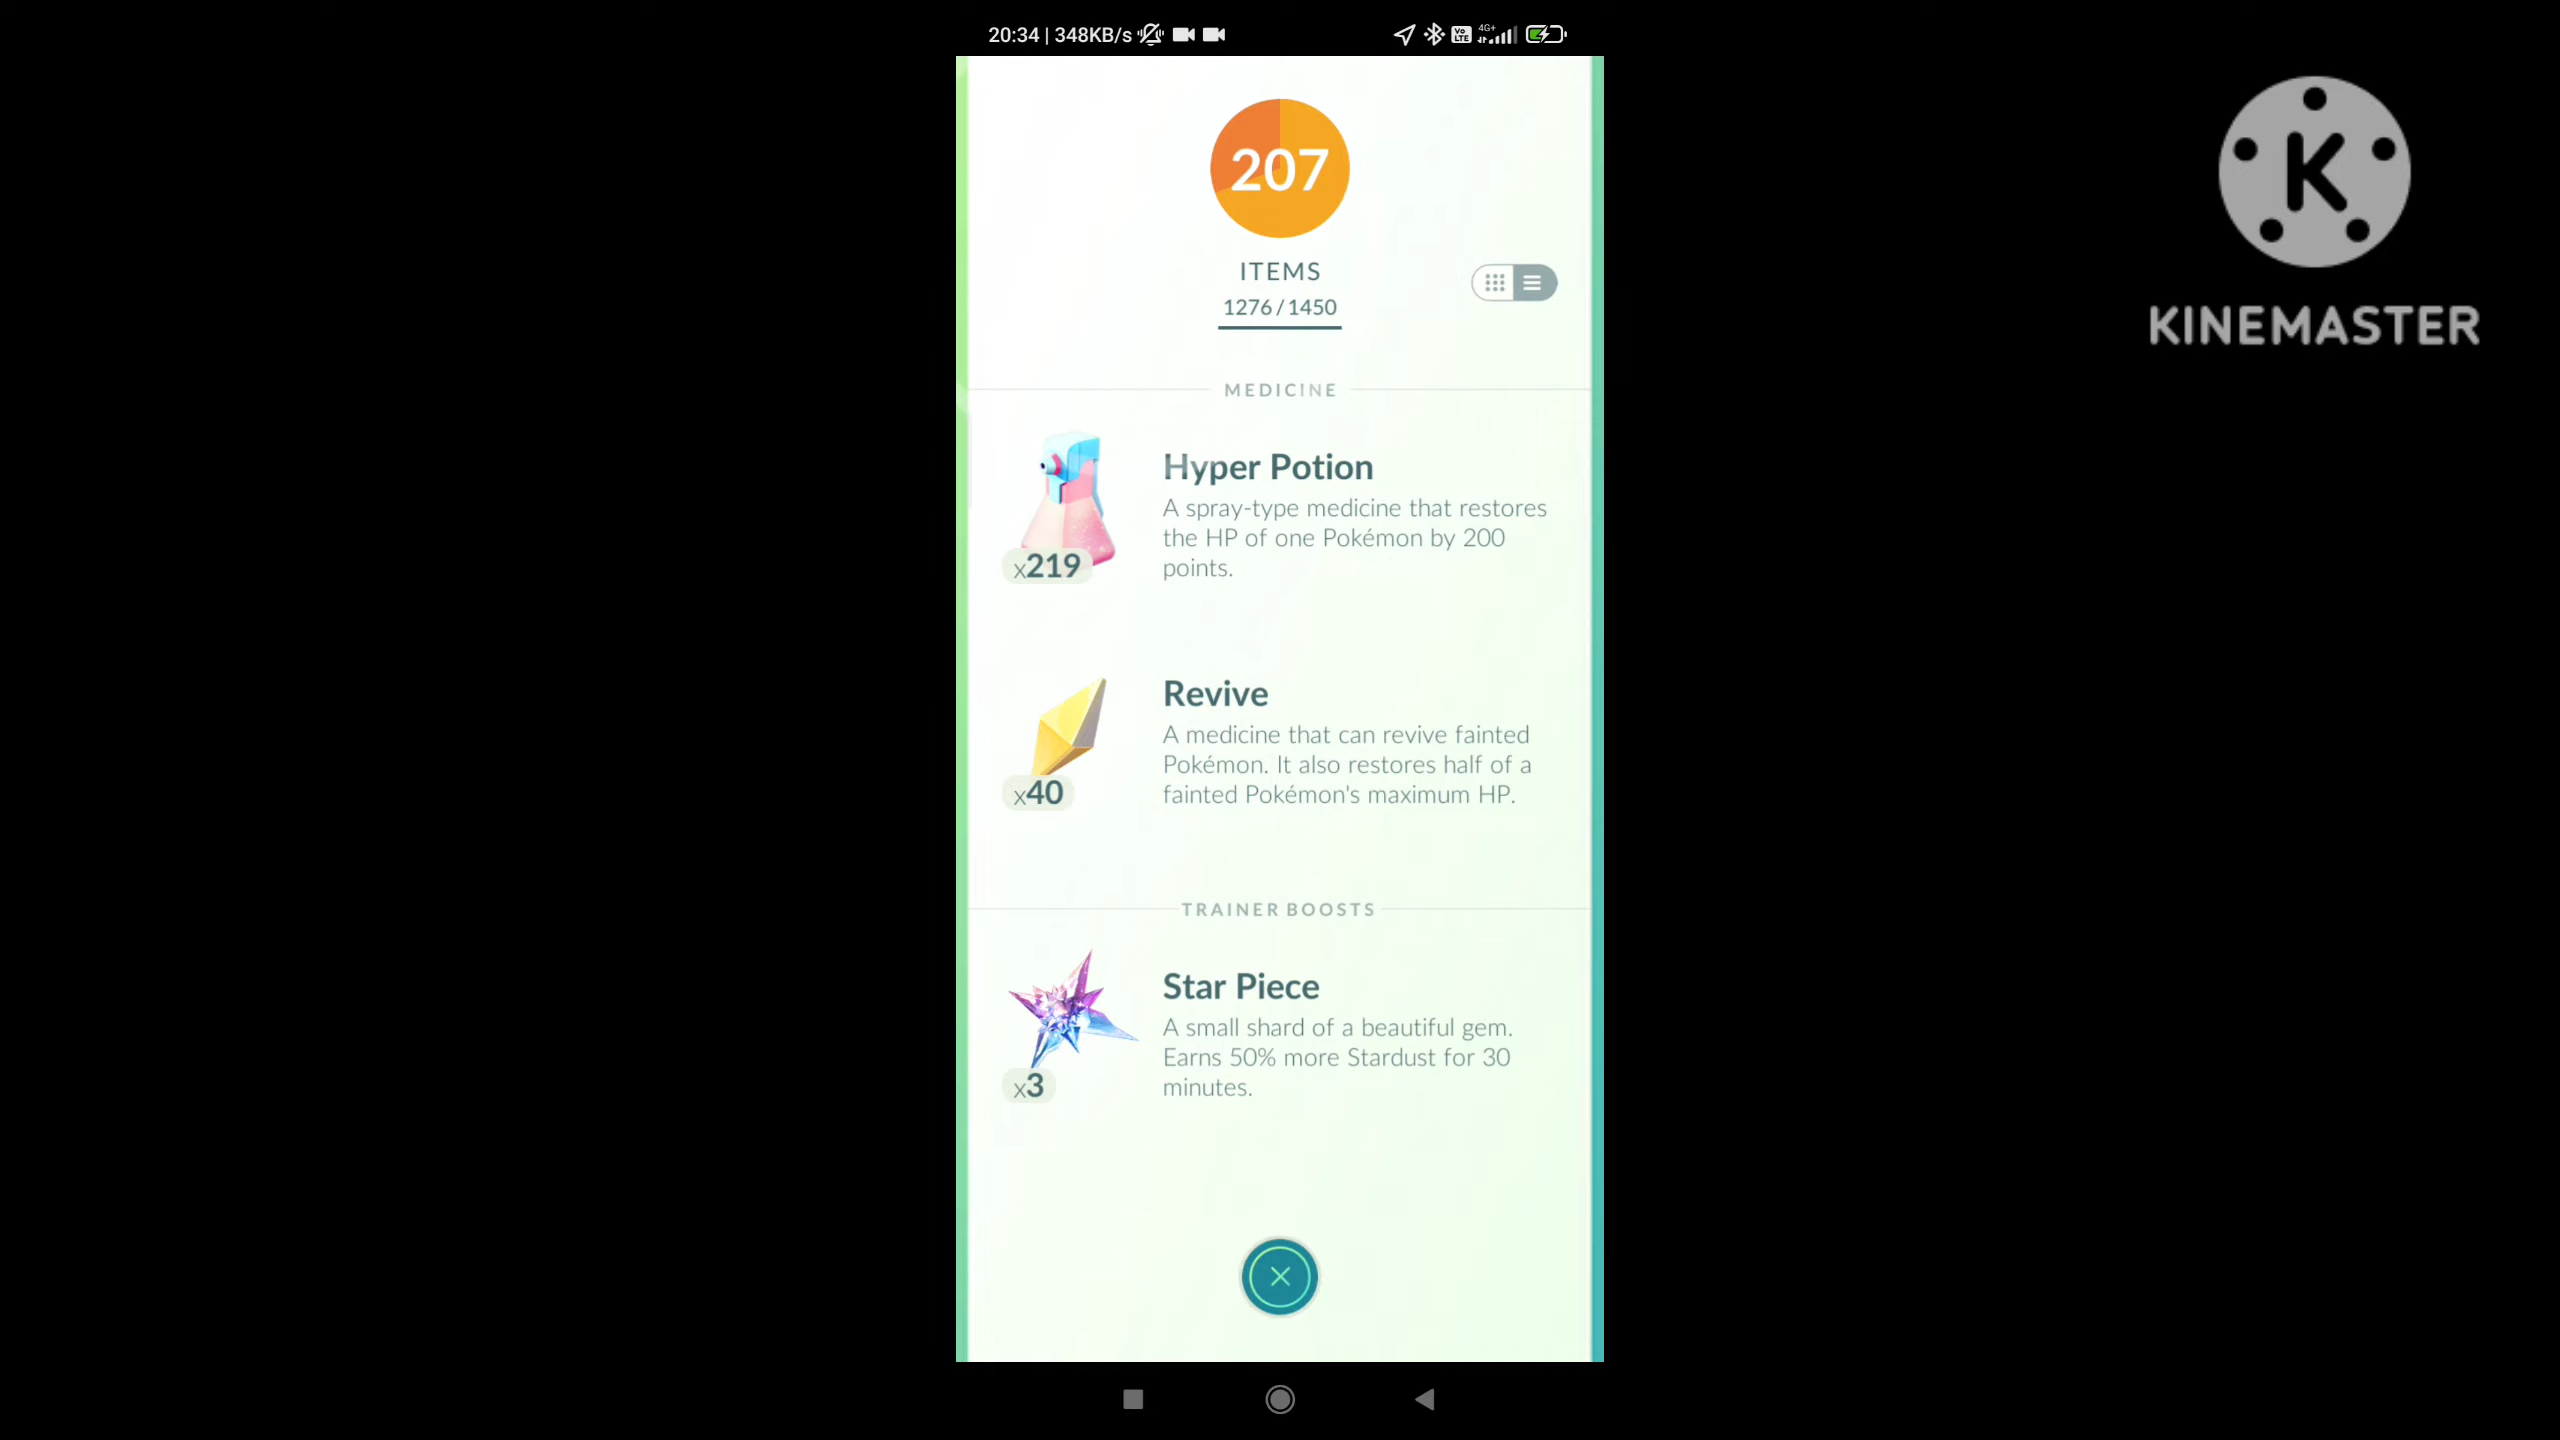 20:34 | 348KB/s
Vo LTE
4G+
207
ITEMS
1276/1450
MEDICINE
Hyper Potion
A spray-type medicine that restores
the HP of one Pokémon by 200
points.
x219
Revive
A medicine that can revive fainted
Pokémon. It also restores half of a
fainted Pokémon's maximum HP.
x40
TRAINER BOOSTS
Star Piece
A small shard of a beautiful gem.
Earns 50% more Stardust for 30
minutes.
x3
K
KINEMASTER